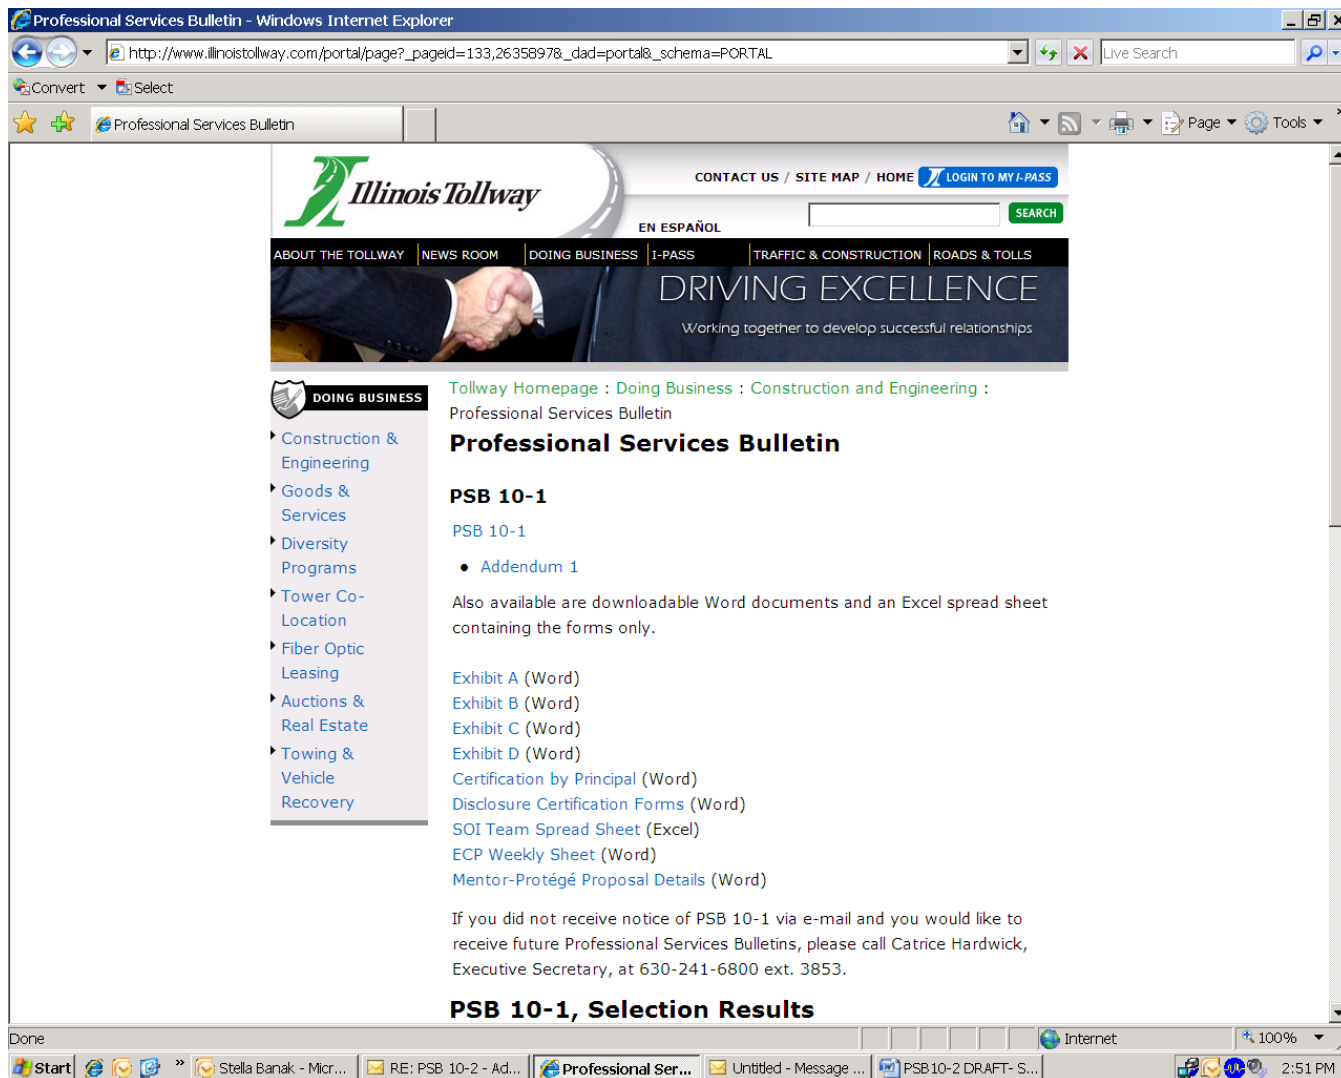 Professional Services Bulletin - Windows Internet Explorer
http://www.illinoistollway.com/portal/page?_pageid=133,2635897&_dad=portal&_schema=PORTAL
Live Search
Convert
Select
Professional Services Bulletin
Page
Tools
Illinois Tollway
CONTACT US / SITE MAP / HOME
LOGIN TO MY I-PASS
EN ESPAÑOL
SEARCH
ABOUT THE TOLLWAY
NEWS ROOM
DOING BUSINESS
I-PASS
TRAFFIC & CONSTRUCTION
ROADS & TOLLS
DRIVING EXCELLENCE
Working together to develop successful relationships
DOING BUSINESS
Construction &
Engineering
Goods &
Services
Diversity
Programs
Tower Co-
Location
Fiber Optic
Leasing
Auctions &
Real Estate
Towing &
Vehicle
Recovery
Tollway Homepage : Doing Business : Construction and Engineering :
Professional Services Bulletin
Professional Services Bulletin
PSB 10-1
PSB 10-1
• Addendum 1
Also available are downloadable Word documents and an Excel spread sheet
containing the forms only.
Exhibit A (Word)
Exhibit B (Word)
Exhibit C (Word)
Exhibit D (Word)
Certification by Principal (Word)
Disclosure Certification Forms (Word)
SOI Team Spread Sheet (Excel)
ECP Weekly Sheet (Word)
Mentor-Protégé Proposal Details (Word)
If you did not receive notice of PSB 10-1 via e-mail and you would like to
receive future Professional Services Bulletins, please call Catrice Hardwick,
Executive Secretary, at 630-241-6800 ext. 3853.
PSB 10-1, Selection Results
Done
Internet
100%
Start
Stella Banak - Micr...
RE: PSB 10-2 - Ad...
Professional Ser...
Untitled - Message ...
PSB10-2 DRAFT- S...
2:51 PM